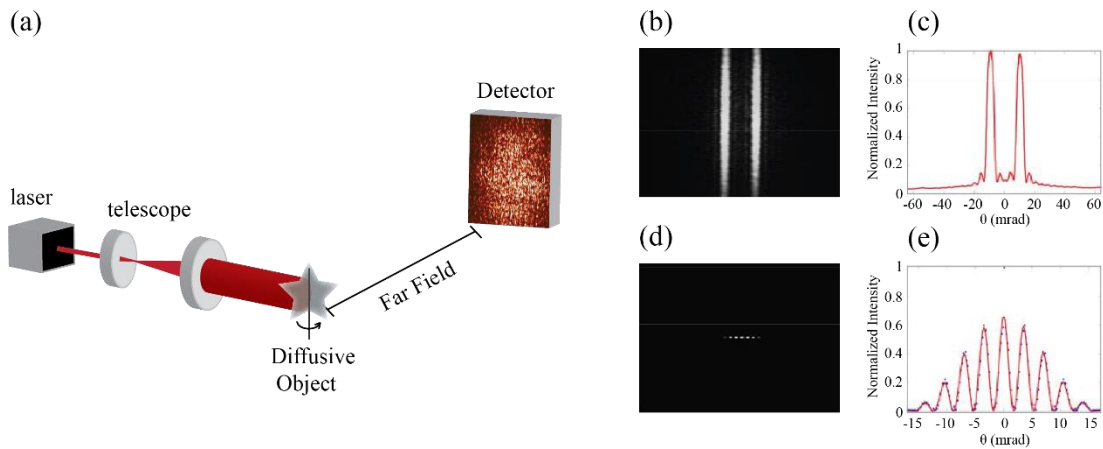 (a)
laser
telescope
Diffusive
Object
Far Field
Detector
(b)
(c)
Normalized Intensity
1
0.8
0.6
0.4
0.2
0
-60 -40 -20 0 20 40 60
θ (mrad)
(d)
(e)
Normalized Intensity
1
0.8
0.6
0.4
0.2
0
-15 -10 -5 0 5 10 15
θ (mrad)